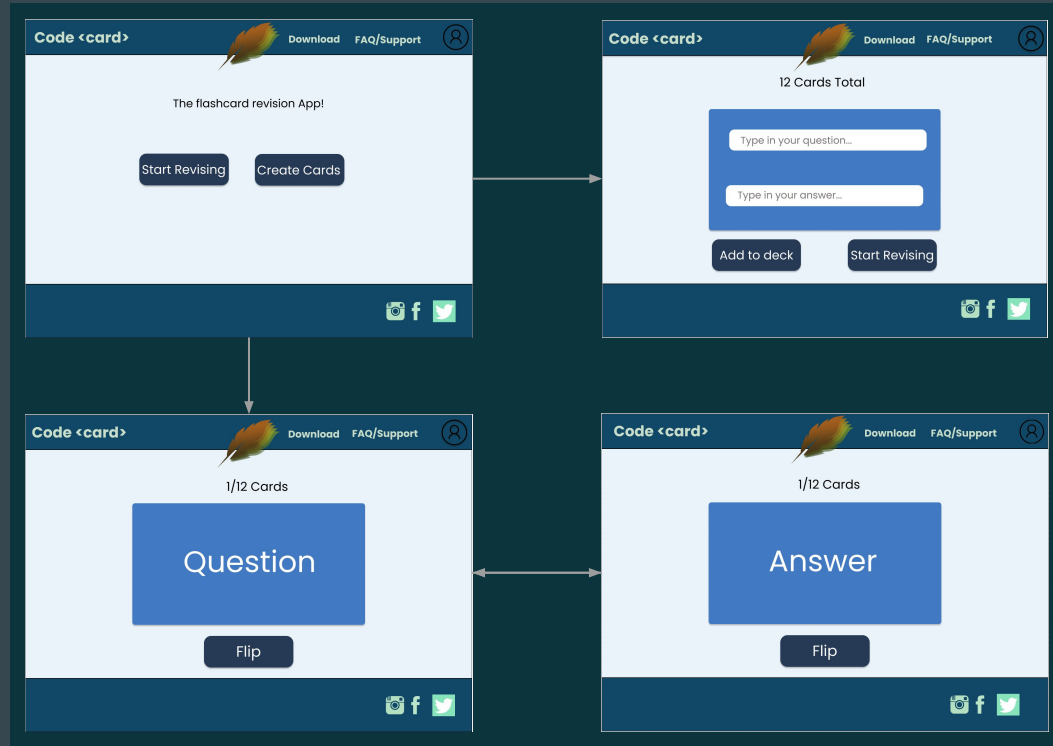 Code <card>
Download FAQ/Support
The flashcard revision App!
Start Revising Create Cards
Code <card>
Download FAQ/Support
12 Cards Total
Type in your question...
Type in your answer...
Add to deck Start Revising
Code <card>
Download FAQ/Support
1/12 Cards
Question
Flip
Code <card>
Download FAQ/Support
1/12 Cards
Answer
Flip